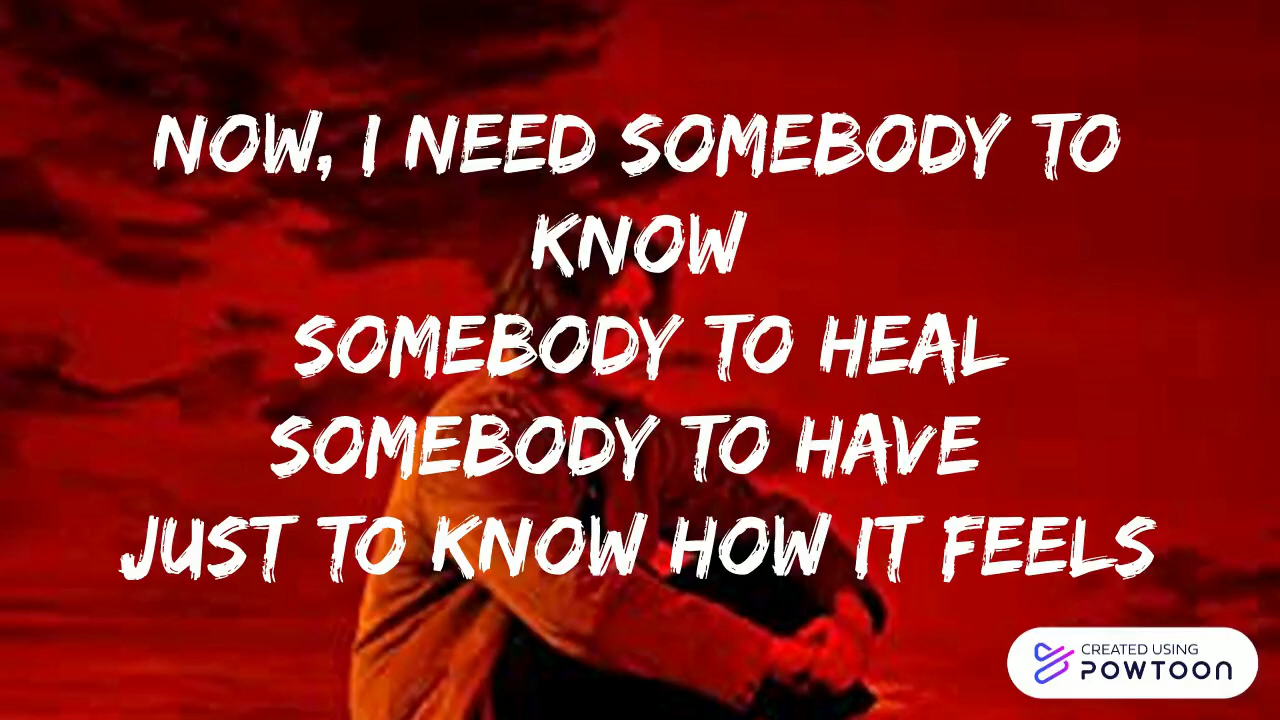 NOW, I NEED SOMEBODY TO
KNOW
SOMEBODY TO HEAL
SOMEBODY TO HAVE
JUST TO KNOW HOW IT FEELS
CREATED USING
POWTOON